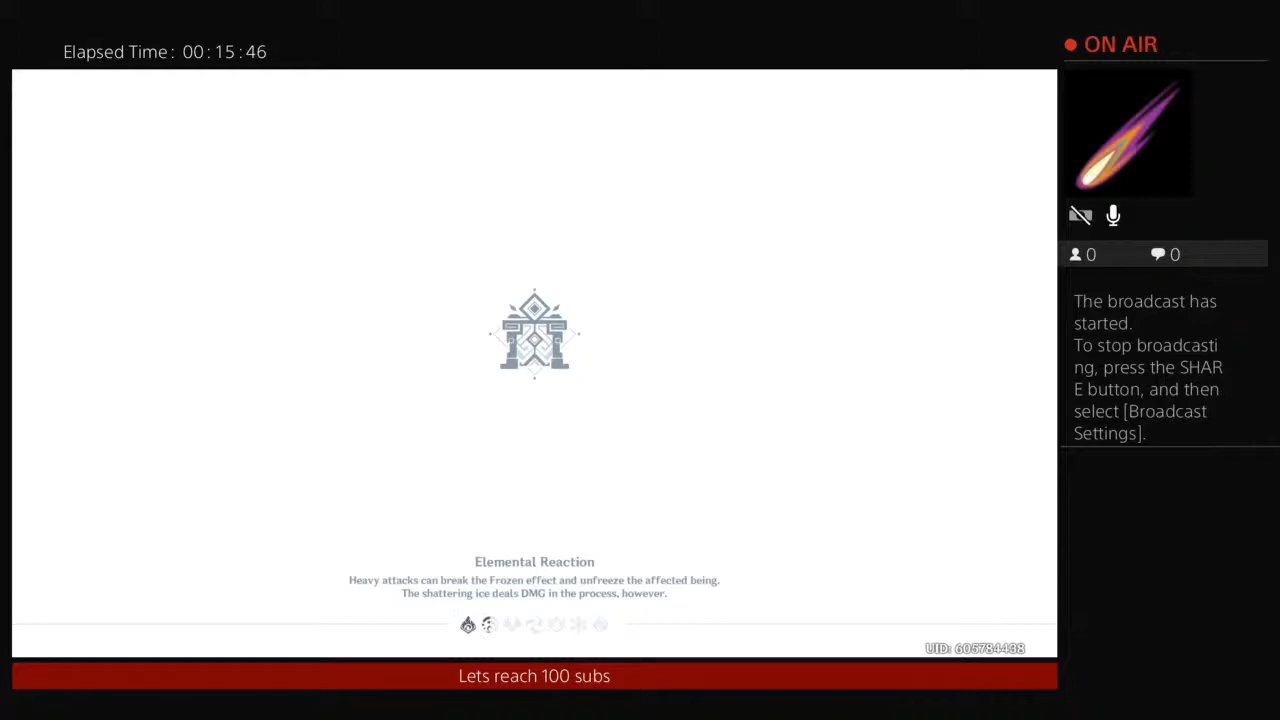 Elapsed Time: 00:15:46
ON AIR
0
0
The broadcast has
started.
To stop broadcasti
ng, press the SHAR
E button, and then
select [Broadcast
Settings].
Elemental Reaction
Heavy attacks can break the Frozen effect and unfreeze the affected being.
The shattering ice deals DMG in the process, however.
UID: 605784438
Lets reach 100 subs